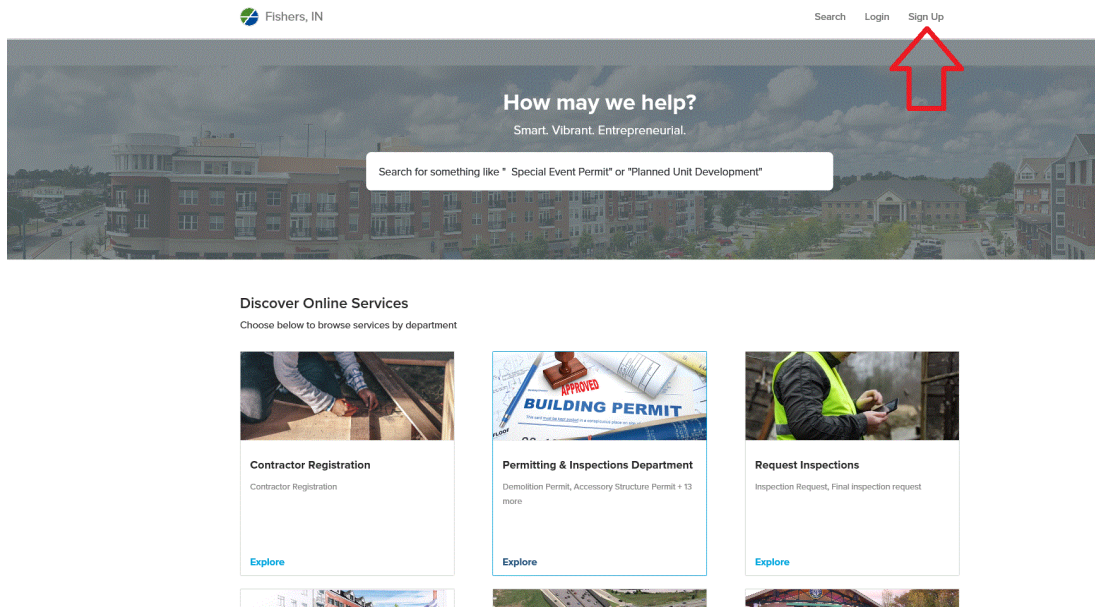 Fishers, IN
Search Login Sign Up
How may we help?
Smart. Vibrant. Entrepreneurial.
Search for something like " Special Event Permit" or "Planned Unit Development"
Discover Online Services
Choose below to browse services by department
APPROVED
BUILDING PERMIT
Contractor Registration
Contractor Registration
Explore
Permitting & Inspections Department
Demolition Permit, Accessory Structure Permit + 13
more
Explore
Request Inspections
Inspection Request, Final inspection request
Explore